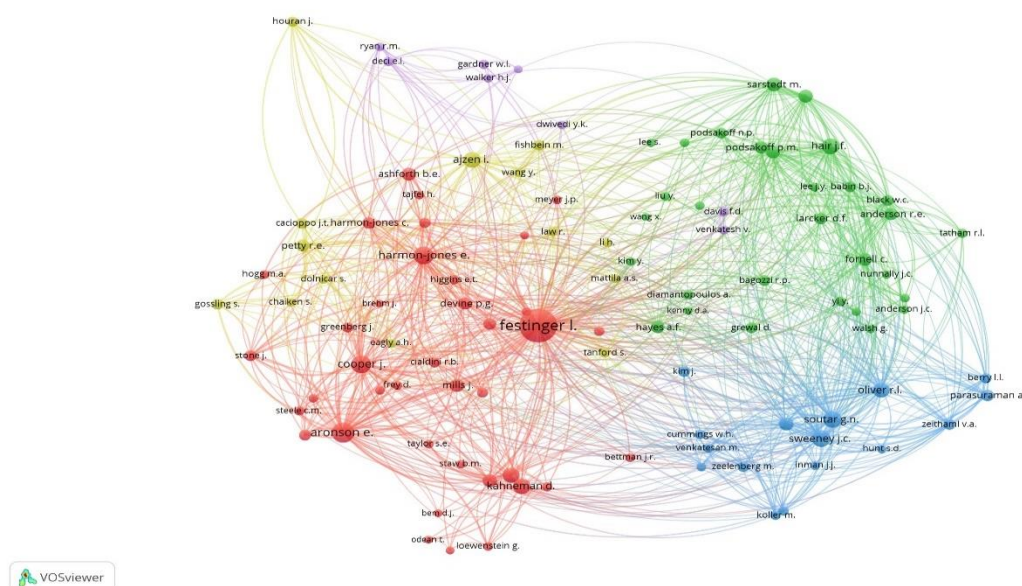 houran j.
ryan r.m.
deci e.l.
gardner w.l.
walker h.j.
sarstedt m.
dwivedi y.k.
podsakoff n.p.
lee s.
podsakoff p.m.
hair j.f.
fishbein m.
ajzen i.
wang y.
ashforth b.e.
tajfel h.
meyer j.p.
liu y.
lee j.y.
babin b.j.
black w.c.
davis f.d.
wang x.
larcker d.f.
anderson r.e.
cacioppo j.t.
harmon-jones c.
law r.
venkatesh v.
tatham r.l.
petty r.e.
li h.
harmon-jones e.
kim y.
fornell c.
hogg m.a.
dolnicar s.
higgins e.t.
mattila a.s.
bagozzi r.p.
nunnally j.c.
gossling s.
chaiken s.
brehm j.
devine p.g.
diamantopoulos a.
yi y.
anderson j.c.
kenny d.a.
greenberg j.
festinger l.
hayes a.f.
grewal d.
walsh g.
eagly a.h.
stone j.
tanford s.
cooper j.
cialdini r.b.
kim j.
berry l.l.
frey d.
mills j.
oliver r.l.
parasuraman a
steele c.m.
soutar g.n.
zeithaml v.a.
aronson e.
cummings w.h.
sweeney j.c.
taylor s.e.
venkatesan m.
hunt s.d.
bettman j.r.
staw b.m.
zeelenberg m.
inman j.j.
kahneman d.
bem d.j.
koller m.
odean t.
loewenstein g.
VOSviewer